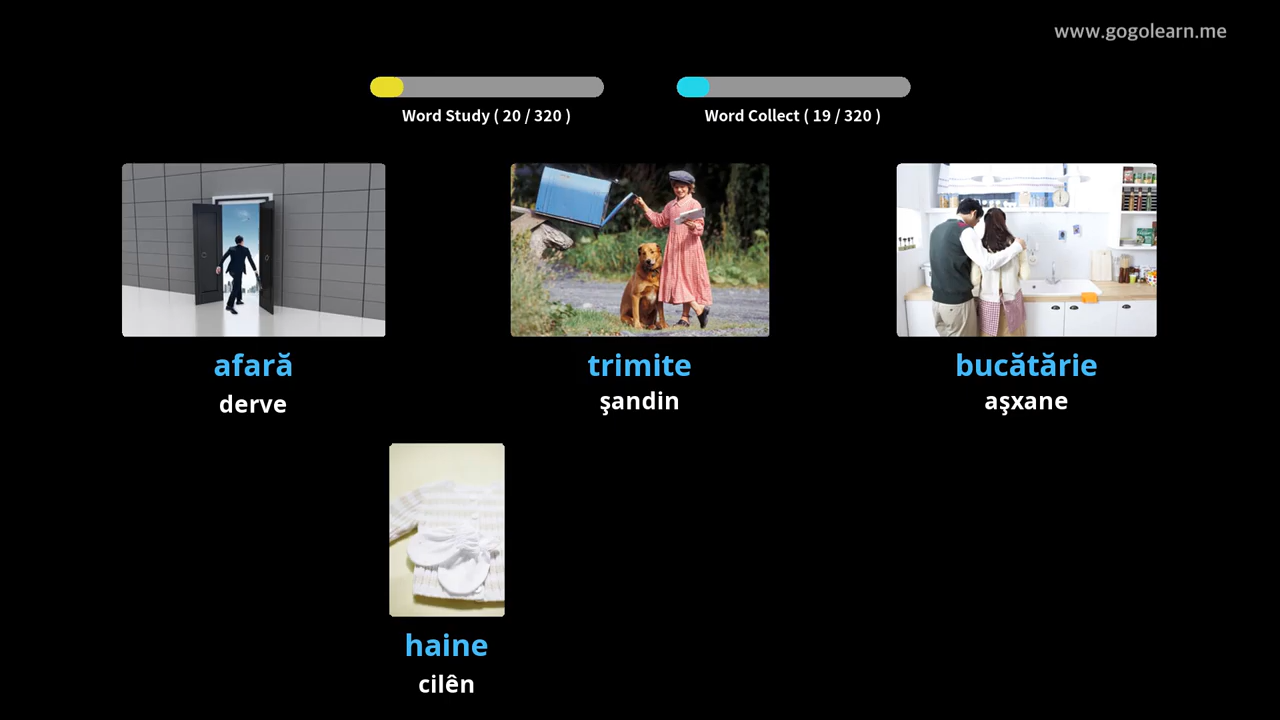 www.gogolearn.me
Word Study ( 20 / 320 )
Word Collect ( 19 / 320 )
afară
derve
trimite
şandin
bucătărie
aşxane
haine
cilên